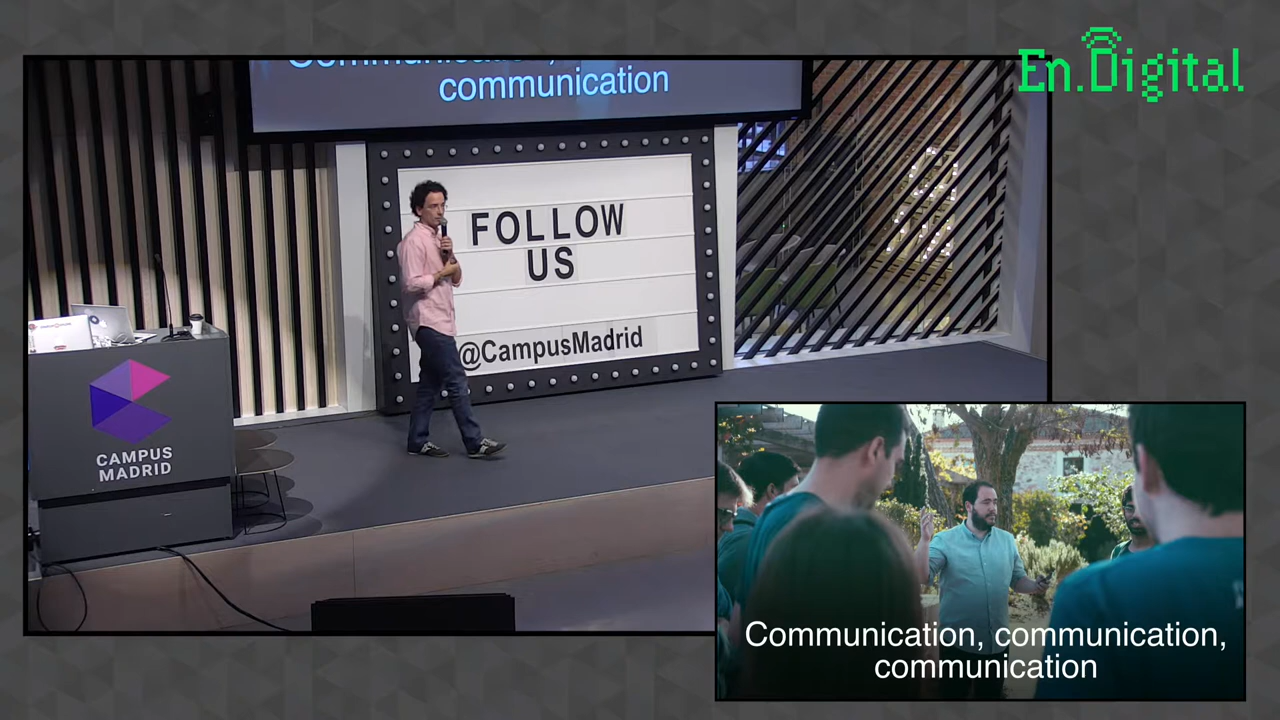 En.Digital
communication
FOLLOW
US
@CampusMadrid
CAMPUS
MADRID
Communication, communication,
communication